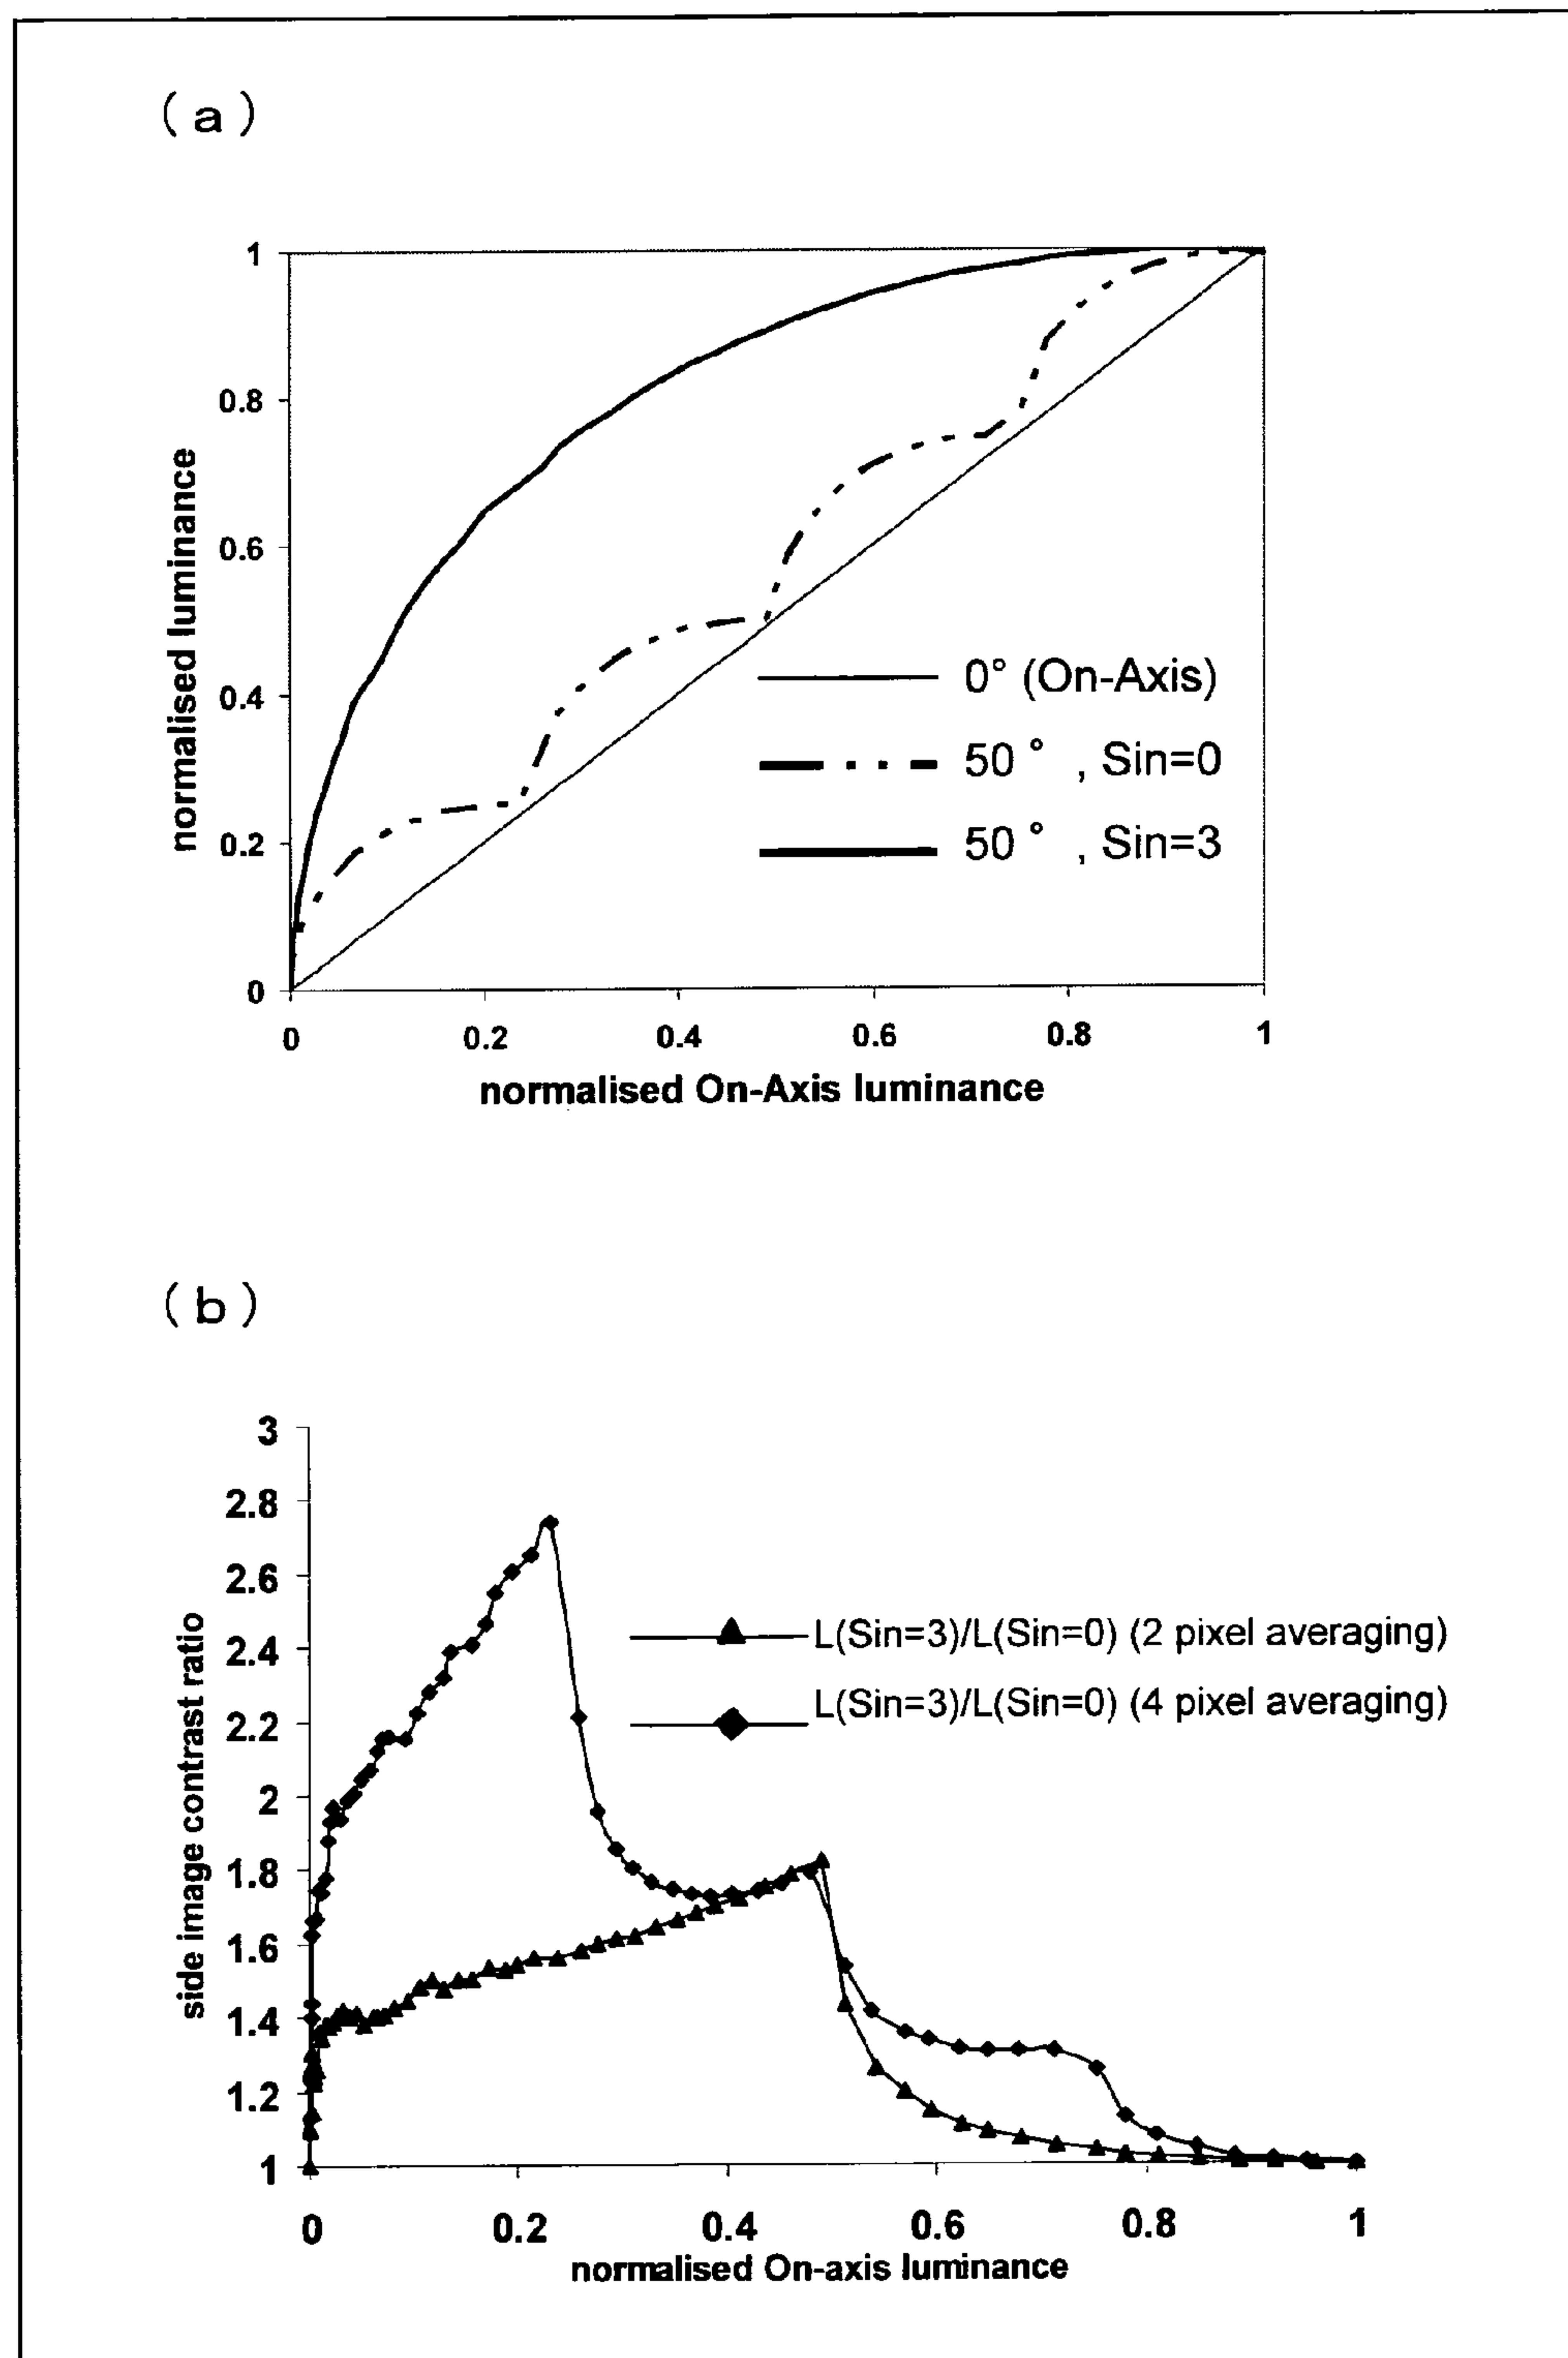 (a)
1
0.8
0.6
0.4
0.2
0
normalised luminance
0° (On-Axis)
50 ° , Sin=0
50 ° , Sin=3
0 0.2 0.4 0.6 0.8 1
normalised On-Axis luminance
(b)
3
2.8
2.6
2.4
2.2
2
1.8
1.6
1.4
1.2
1
side image contrast ratio
L(Sin=3)/L(Sin=0) (2 pixel averaging)
L(Sin=3)/L(Sin=0) (4 pixel averaging)
0 0.2 0.4 0.6 0.8 1
normalised On-axis luminance